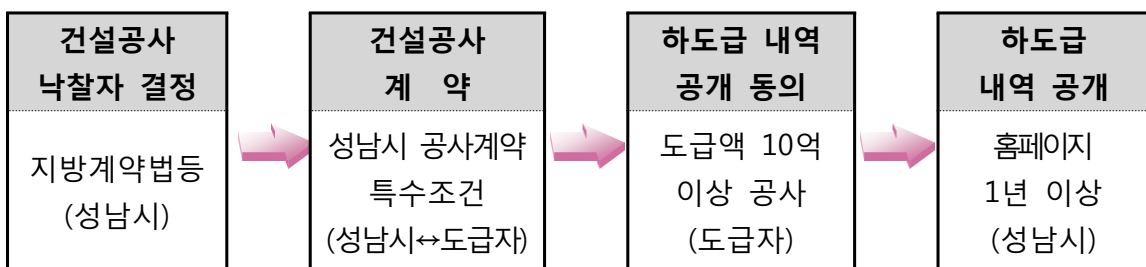 건설공사
낙찰자 결정
지방계약법등
(성남시)
건설공사
계 약
성남시 공사계약
특수조건
(성남시↔도급자)
하도급 내역
공개 동의
도급액 10억
이상 공사
(도급자)
하도급
내역 공개
홈페이지
1년 이상
(성남시)